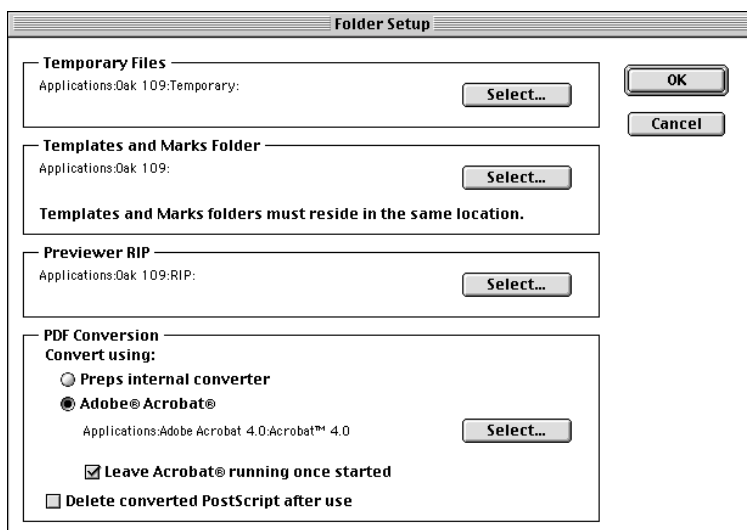 Folder Setup
Temporary Files
Applications:Oak 109:Temporary:
Select...
OK
Cancel
Templates and Marks Folder
Applications:Oak 109:
Select...
Templates and Marks folders must reside in the same location.
Previewer RIP
Applications:Oak 109:RIP:
Select...
PDF Conversion
Convert using:
Preps internal converter
Adobe® Acrobat®
Applications:Adobe Acrobat 4.0:Acrobat™ 4.0
Select...
Leave Acrobat® running once started
Delete converted PostScript after use